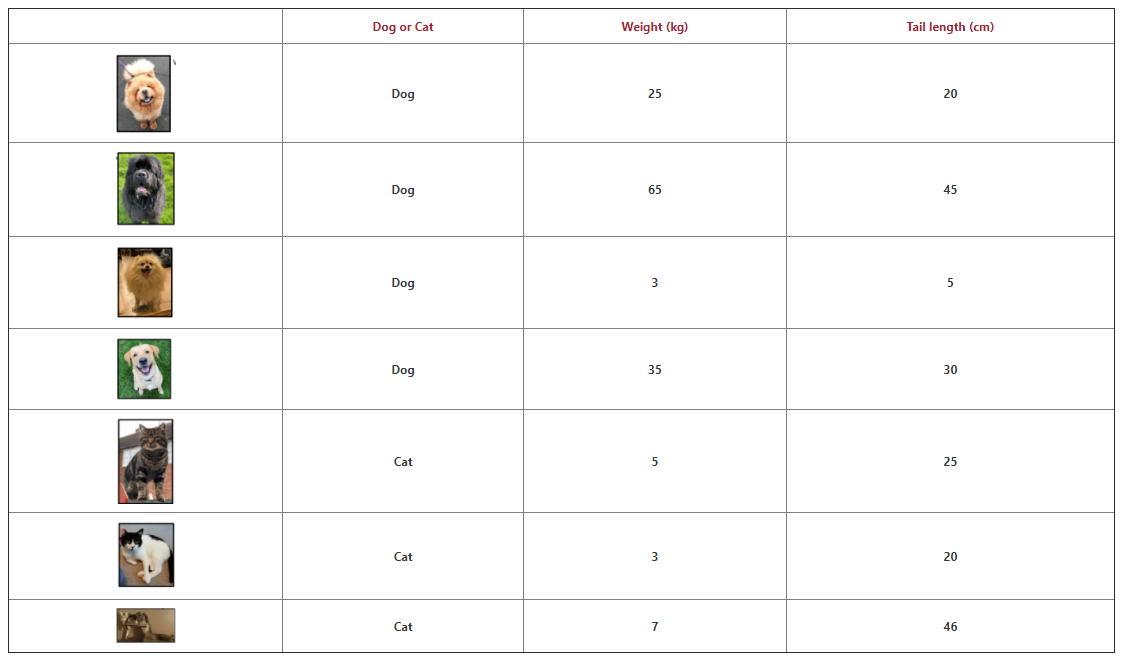 Dog or Cat Weight (kg) Tail length (cm)
Dog 25 20
Dog 65 45
Dog 3 5
Dog 35 30
Cat 5 25
Cat 3 20
Cat 7 46